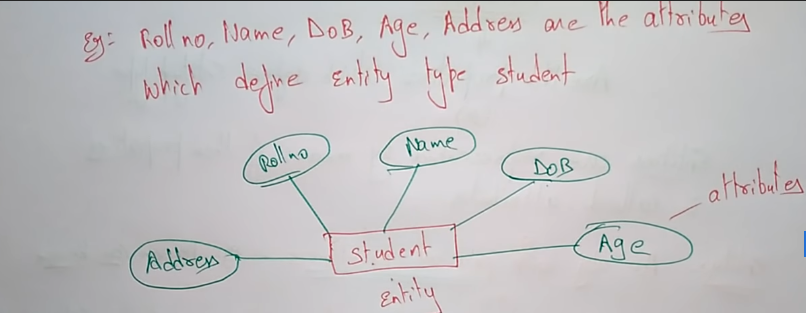 Eg:- Roll no, Name, DoB, Age, Address are the attributes
which define Entity type student
Roll no
Name
DoB
attributes
Address
student
Age
Entity